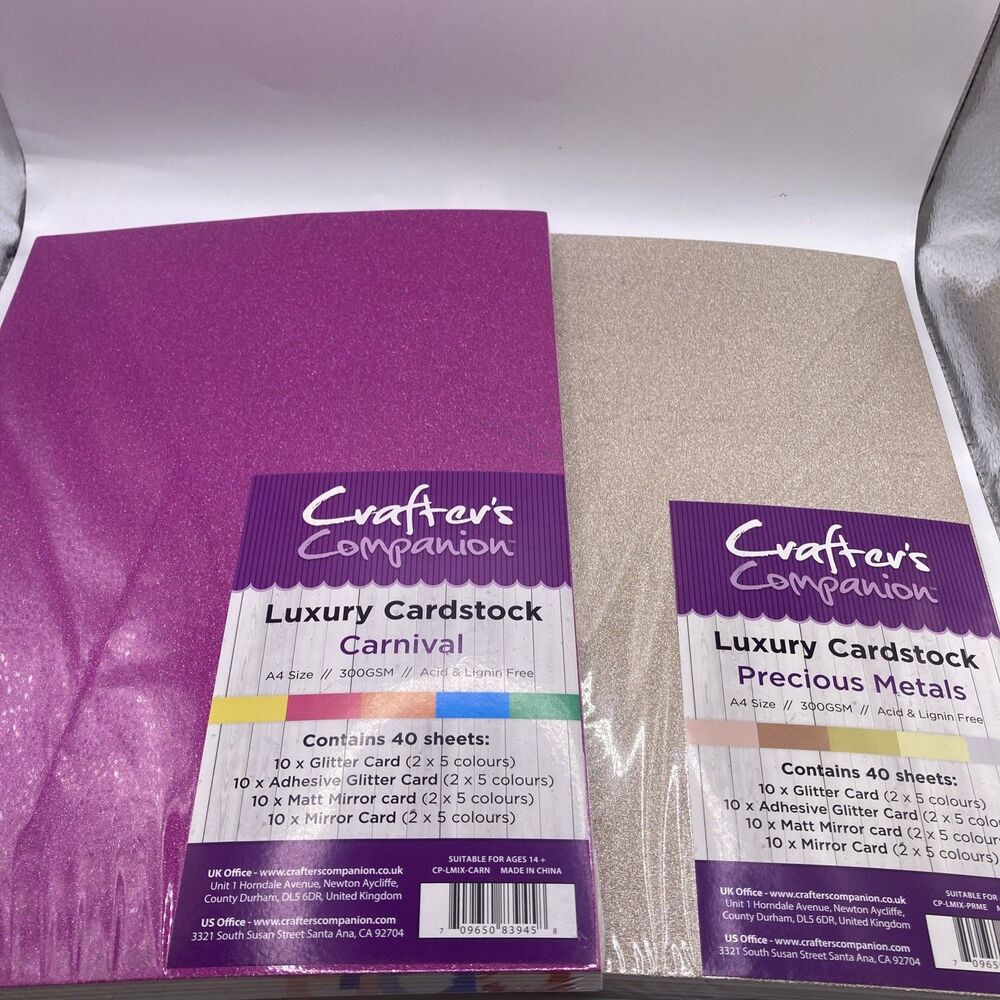 Crafter's
Companion™
Luxury Cardstock
Carnival
A4 Size // 300GSM // Acid & Lignin Free
Contains 40 sheets:
10 x Glitter Card (2 x 5 colours)
10 x Adhesive Glitter Card (2 x 5 colours)
10 x Matt Mirror card (2 x 5 colours)
10 x Mirror Card (2 x 5 colours)
UK Office - www.crafterscompanion.co.uk
Unit 1 Horndale Avenue, Newton Aycliffe,
County Durham, DL5 6DR, United Kingdom
US Office - www.crafterscompanion.com
3321 South Susan Street Santa Ana, CA 92704
SUITABLE FOR AGES 14 +
CP-LMIX-CARN MADE IN CHINA
7 09650 83945 8
Crafter's
Companion™
Luxury Cardstock
Precious Metals
A4 Size // 300GSM // Acid & Lignin Free
Contains 40 sheets:
10 x Glitter Card (2 x 5 colours)
10 x Adhesive Glitter Card (2 x 5 colou
10 x Matt Mirror card (2 x 5 colours
10 x Mirror Card (2 x 5 colours)
UK Office - www.crafterscompanion.co.uk
Unit 1 Horndale Avenue, Newton Aycliffe,
County Durham, DL5 6DR, United Kingdom
US Office - www.crafterscompanion.com
3321 South Susan Street Santa Ana, CA 92704
SUITABLE FOR
CP-LMIX-PRME M
7 0965